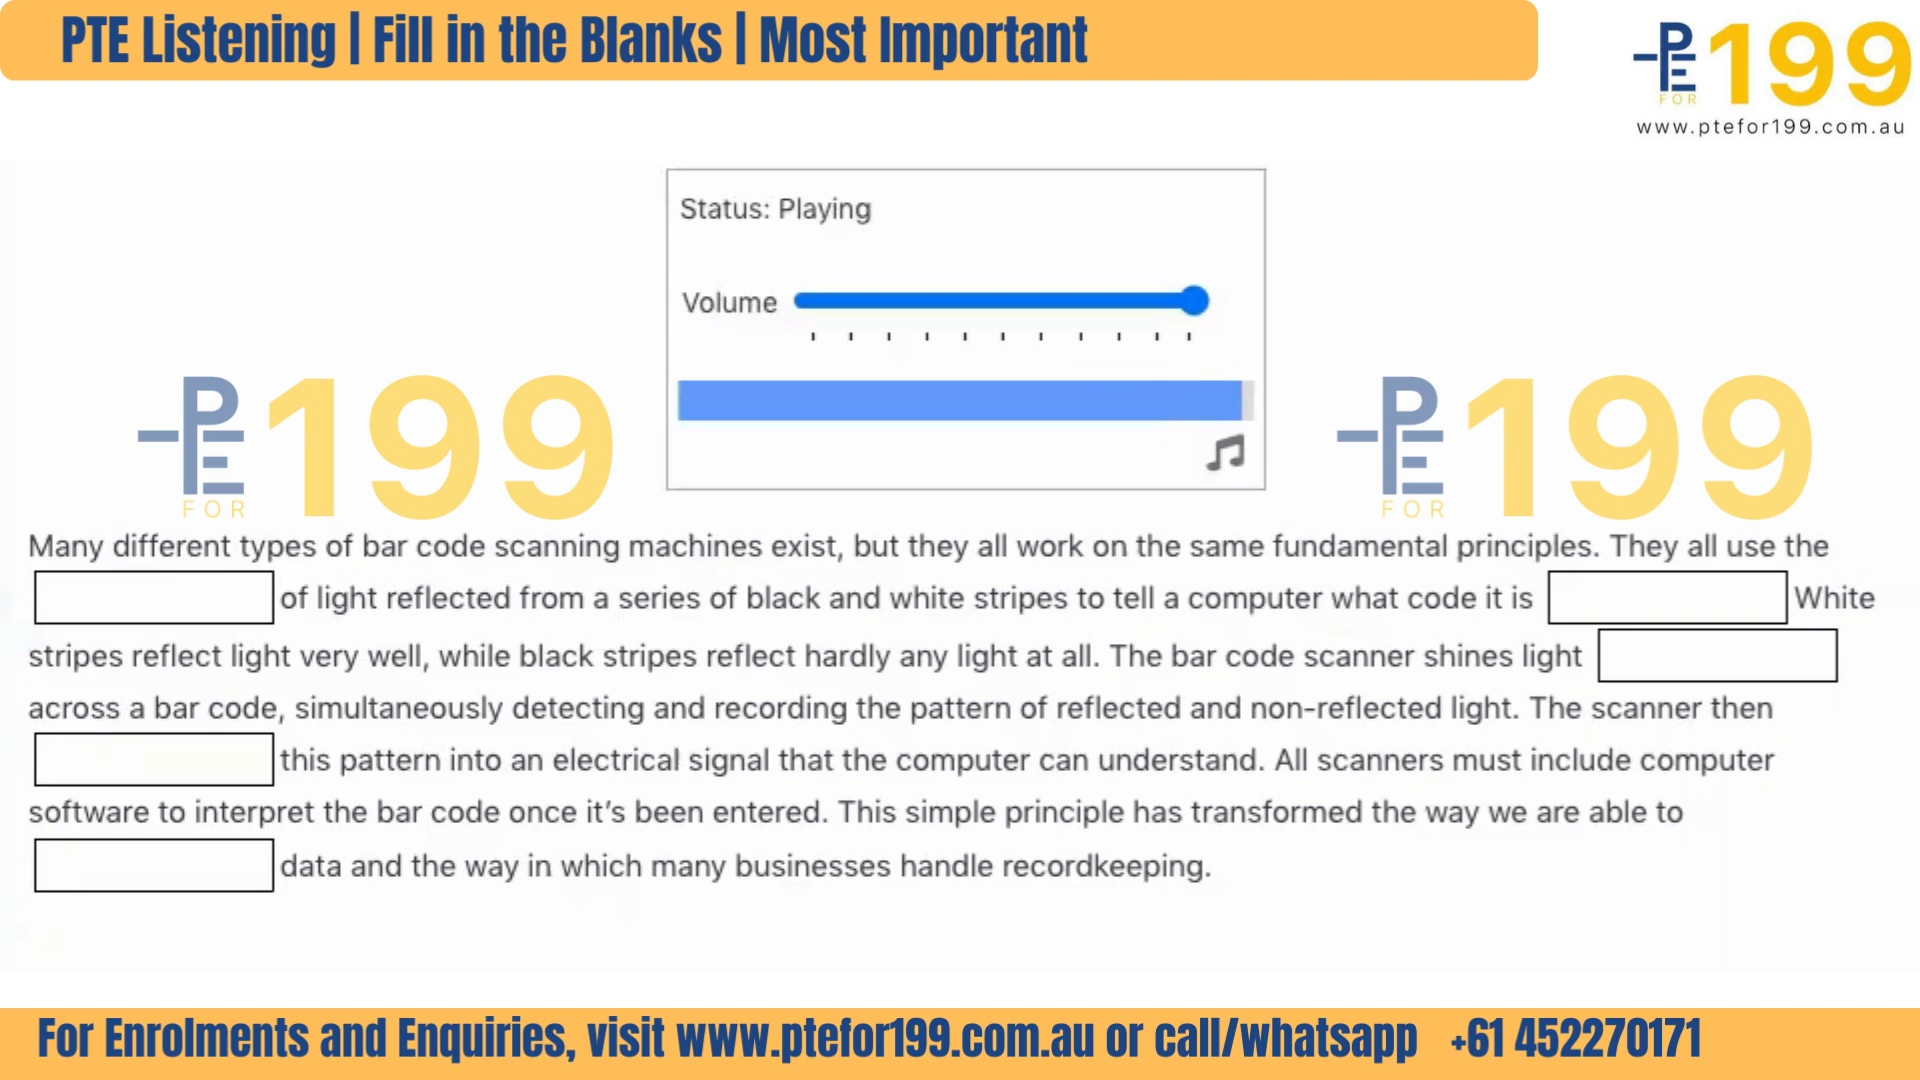 PTE Listening | Fill in the Blanks | Most Important
PE 199
FOR
www.ptefor199.com.au
Status: Playing
Volume
PE 199
FOR
PE 199
FOR
Many different types of bar code scanning machines exist, but they all work on the same fundamental principles. They all use the
of light reflected from a series of black and white stripes to tell a computer what code it is White
stripes reflect light very well, while black stripes reflect hardly any light at all. The bar code scanner shines light
across a bar code, simultaneously detecting and recording the pattern of reflected and non-reflected light. The scanner then
this pattern into an electrical signal that the computer can understand. All scanners must include computer
software to interpret the bar code once it's been entered. This simple principle has transformed the way we are able to
data and the way in which many businesses handle recordkeeping.
For Enrolments and Enquiries, visit www.ptefor199.com.au or call/whatsapp +61 452270171